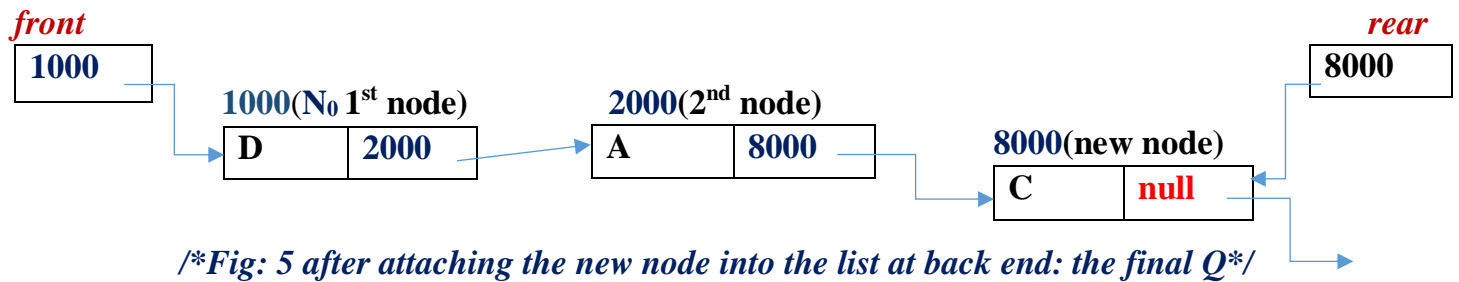 front
rear
1000
8000
1000(N₀ 1ˢᵗ node)
2000(2ⁿᵈ node)
D 2000
A 8000
8000(new node)
C null
/*Fig: 5 after attaching the new node into the list at back end: the final Q*/